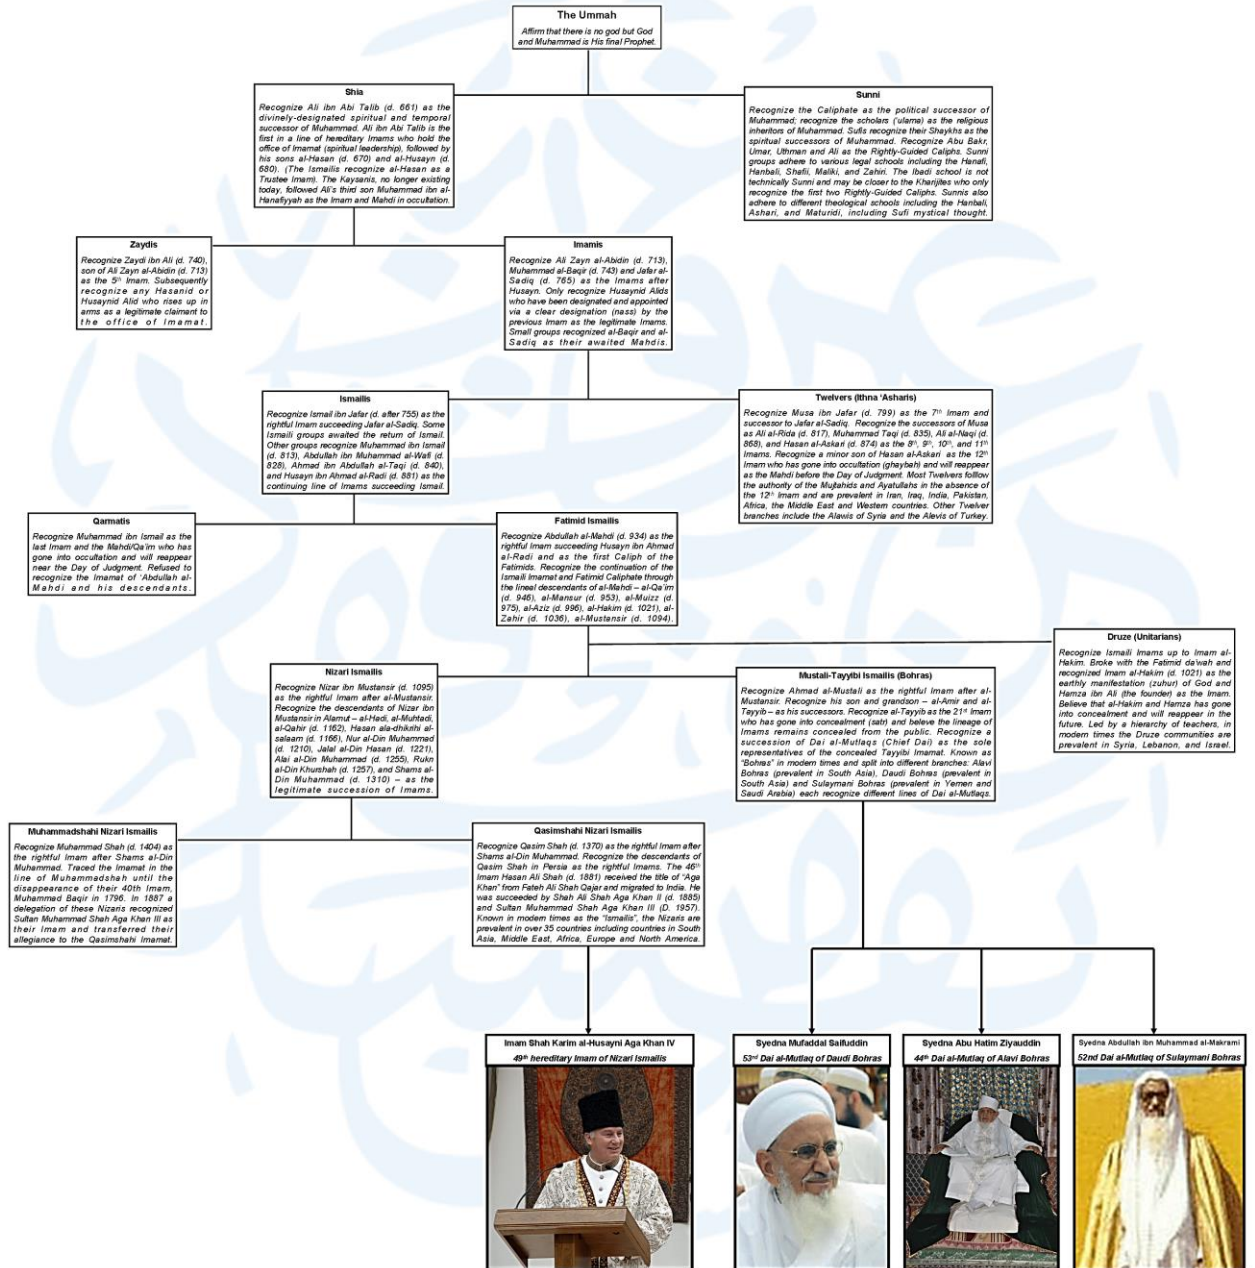 The Ummah
Affirm that there is no god but God
and Muhammad is His final Prophet.
Shia
Recognize Ali ibn Abi Talib (d. 661) as the
divinely-designated spiritual and temporal
successor of Muhammad. Ali ibn Abi Talib is the
first in a line of hereditary Imams who hold the
office of Imamat (spiritual leadership), followed by
his sons al-Hasan (d. 670) and al-Husayn (d.
680). (The Ismailis recognize al-Hasan as a
Trustee Imam). The Kaysanis, no longer existing
today, followed Ali's third son Muhammad ibn al-
Hanafiyyah as the Imam and Mahdi in occultation.
Sunni
Recognize the Caliphate as the political successor of
Muhammad; recognize the scholars ('ulama) as the religious
inheritors of Muhammad. Sufis recognize their Shaykhs as the
spiritual successors of Muhammad. Recognize Abu Bakr,
Umar, Uthman and Ali as the Rightly-Guided Caliphs. Sunni
groups adhere to various legal schools including the Hanafi,
Hanbali, Shafii, Maliki, and Zahiri. The Ibadi school is not
technically Sunni and may be closer to the Kharijites who only
recognize the first two Rightly-Guided Caliphs. Sunnis also
adhere to different theological schools including the Hanbali,
Ashari, and Maturidi, including Sufi mystical thought.
Zaydis
Recognize Zaydi ibn Ali (d. 740),
son of Ali Zayn al-Abidin (d. 713)
as the 5th Imam. Subsequently
recognize any Hasanid or
Husaynid Alid who rises up in
arms as a legitimate claimant to
the office of Imamat.
Imamis
Recognize Ali Zayn al-Abidin (d. 713),
Muhammad al-Baqir (d. 743) and Jafar al-
Sadiq (d. 765) as the Imams after
Husayn. Only recognize Husaynid Alids
who have been designated and appointed
via a clear designation (nass) by the
previous Imam as the legitimate Imams.
Small groups recognized al-Baqir and al-
Sadiq as their awaited Mahdis.
Ismailis
Recognize Ismail ibn Jafar (d. after 755) as the
rightful Imam succeeding Jafar al-Sadiq. Some
Ismaili groups awaited the return of Ismail.
Other groups recognize Muhammad ibn Ismail
(d. 813), Abdullah ibn Muhammad al-Wafi (d.
828), Ahmad ibn Abdullah al-Taqi (d. 840),
and Husayn ibn Ahmad al-Radi (d. 881) as the
continuing line of Imams succeeding Ismail.
Twelvers (Ithna 'Asharis)
Recognize Musa ibn Jafar (d. 799) as the 7th Imam and
successor to Jafar al-Sadiq. Recognize the successors of Musa
as Ali al-Rida (d. 817), Muhammad Taqi (d. 835), Ali al-Naqi (d.
868), and Hasan al-Askari (d. 874) as the 8th, 9th, 10th, and 11th
Imams. Recognize a minor son of Hasan al-Askari as the 12th
Imam who has gone into occultation (ghaybah) and will reappear
as the Mahdi before the Day of Judgment. Most Twelvers folllow
the authority of the Mujtahids and Ayatullahs in the absence of
the 12th Imam and are prevalent in Iran, Iraq, India, Pakistan,
Africa, the Middle East and Western countries. Other Twelver
branches include the Alawis of Syria and the Alevis of Turkey.
Qarmatis
Recognize Muhammad ibn Ismail as the
last Imam and the Mahdi/Qa'im who has
gone into occultation and will reappear
near the Day of Judgment. Refused to
recognize the Imamat of 'Abdullah al-
Mahdi and his descendants.
Fatimid Ismailis
Recognize Abdullah al-Mahdi (d. 934) as the
rightful Imam succeeding Husayn ibn Ahmad
al-Radi and as the first Caliph of the
Fatimids. Recognize the continuation of the
Ismaili Imamat and Fatimid Caliphate through
the lineal descendants of al-Mahdi – al-Qa'im
(d. 946), al-Mansur (d. 953), al-Muizz (d.
975), al-Aziz (d. 996), al-Hakim (d. 1021), al-
Zahir (d. 1036), al-Mustansir (d. 1094).
Druze (Unitarians)
Recognize Ismaili Imams up to Imam al-
Hakim. Broke with the Fatimid da'wah and
recognized Imam al-Hakim (d. 1021) as the
earthly manifestation (zuhur) of God and
Hamza ibn Ali (the founder) as the Imam.
Believe that al-Hakim and Hamza has gone
into concealment and will reappear in the
future. Led by a hierarchy of teachers, in
modern times the Druze communities are
prevalent in Syria, Lebanon, and Israel.
Nizari Ismailis
Recognize Nizar ibn Mustansir (d. 1095)
as the rightful Imam after al-Mustansir.
Recognize the descendants of Nizar ibn
Mustansir in Alamut – al-Hadi, al-Muhtadi,
al-Qahir (d. 1162), Hasan ala-dhikrihi al-
salaam (d. 1166), Nur al-Din Muhammad
(d. 1210), Jalal al-Din Hasan (d. 1221),
Alai al-Din Muhammad (d. 1255), Rukn
al-Din Khurshah (d. 1257), and Shams al-
Din Muhammad (d. 1310) – as the
legitimate succession of Imams.
Mustali-Tayyibi Ismailis (Bohras)
Recognize Ahmad al-Mustali as the rightful Imam after al-
Mustansir. Recognize his son and grandson – al-Amir and al-
Tayyib – as his successors. Recognize al-Tayyib as the 21st Imam
who has gone into concealment (satr) and beleve the lineage of
Imams remains concealed from the public. Recognize a
succession of Dai al-Mutlaqs (Chief Dai) as the sole
representatives of the concealed Tayyibi Imamat. Known as
"Bohras" in modern times and split into different branches: Alavi
Bohras (prevalent in South Asia), Daudi Bohras (prevalent in
South Asia) and Sulaymani Bohras (prevalent in Yemen and
Saudi Arabia) each recognize different lines of Dai al-Mutlaqs.
Muhammadshahi Nizari Ismailis
Recognize Muhammad Shah (d. 1404) as
the rightful Imam after Shams al-Din
Muhammad. Traced the Imamat in the
line of Muhammadshah until the
disappearance of their 40th Imam,
Muhammad Baqir in 1796. In 1887 a
delegation of these Nizaris recognized
Sultan Muhammad Shah Aga Khan III as
their Imam and transferred their
allegiance to the Qasimshahi Imamat.
Qasimshahi Nizari Ismailis
Recognize Qasim Shah (d. 1370) as the rightful Imam after
Shams al-Din Muhammad. Recognize the descendants of
Qasim Shah in Persia as the rightful Imams. The 46th
Imam Hasan Ali Shah (d. 1881) received the title of "Aga
Khan" from Fateh Ali Shah Qajar and migrated to India. He
was succeeded by Shah Ali Shah Aga Khan II (d. 1885)
and Sultan Muhammad Shah Aga Khan III (D. 1957).
Known in modern times as the "Ismailis", the Nizaris are
prevalent in over 35 countries including countries in South
Asia, Middle East, Africa, Europe and North America.
Imam Shah Karim al-Husayni Aga Khan IV
49th hereditary Imam of Nizari Ismailis
Syedna Mufaddal Saifuddin
53rd Dai al-Mutlaq of Daudi Bohras
Syedna Abu Hatim Ziyauddin
44th Dai al-Mutlaq of Alavi Bohras
Syedna Abdullah ibn Muhammad al-Makrami
52nd Dai al-Mutlaq of Sulaymani Bohras